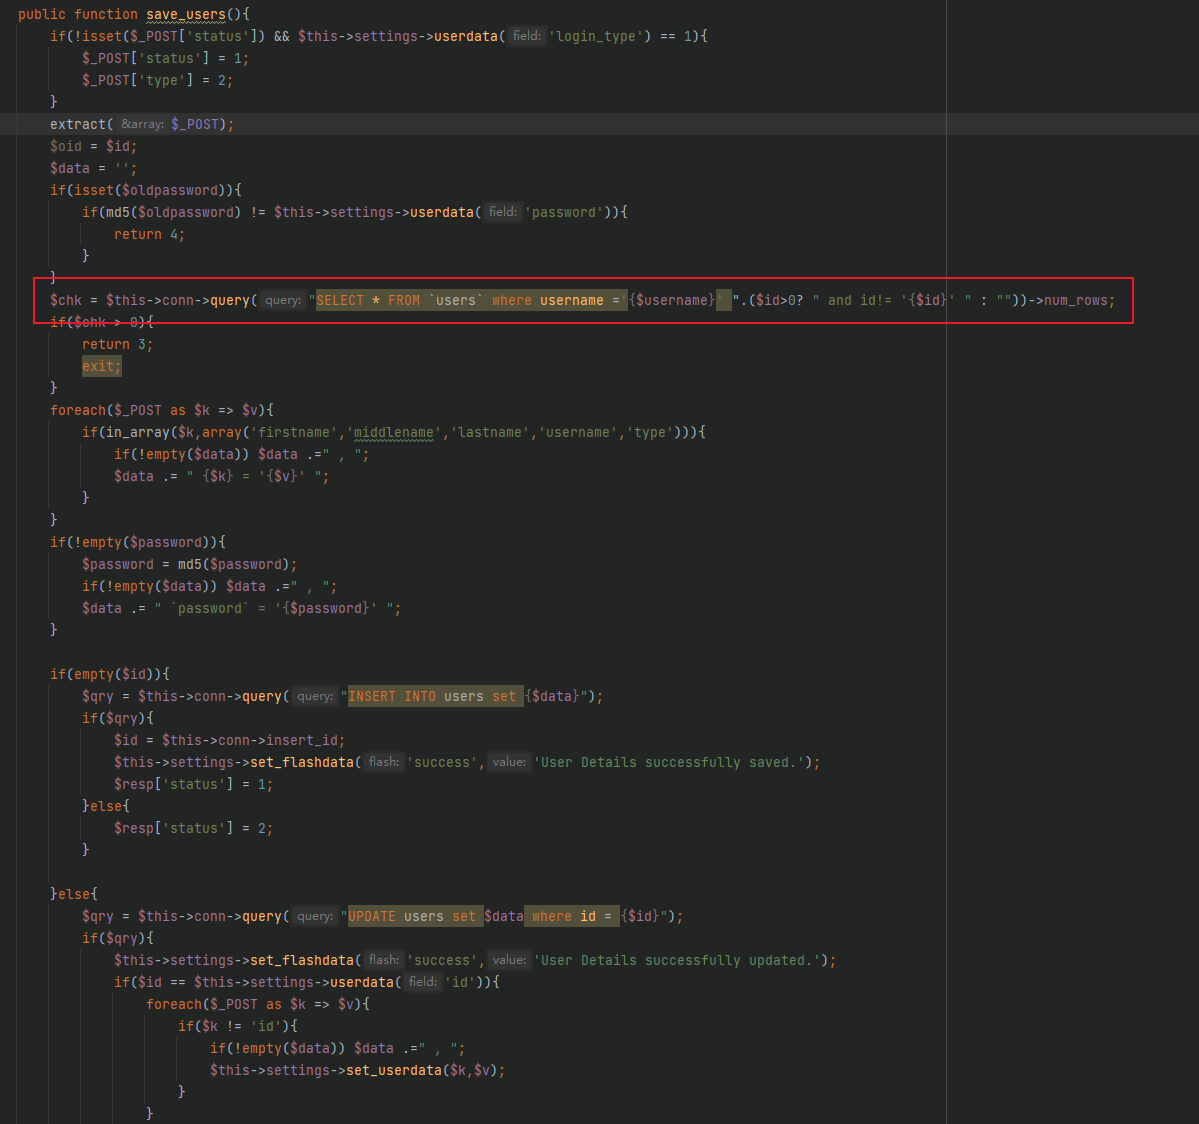 public function save_users(){
if(!isset($_POST['status']) && $this->settings->userdata( field: 'login_type') == 1){
$_POST['status'] = 1;
$_POST['type'] = 2;
}
extract( &array: $_POST);
$oid = $id;
$data = '';
if(isset($oldpassword)){
if(md5($oldpassword) != $this->settings->userdata( field: 'password')){
return 4;
}
}
$chk = $this->conn->query( query: "SELECT * FROM `users` where username ='{$username}' ".($id>0? " and id!= '{$id}' " : ""))->num_rows;
if($chk > 0){
return 3;
exit;
}
foreach($_POST as $k => $v){
if(in_array($k,array('firstname','middlename','lastname','username','type'))){
if(!empty($data)) $data .=" , ";
$data .= " {$k} = '{$v}' ";
}
}
if(!empty($password)){
$password = md5($password);
if(!empty($data)) $data .=" , ";
$data .= " `password` = '{$password}' ";
}
if(empty($id)){
$qry = $this->conn->query( query: "INSERT INTO users set {$data}");
if($qry){
$id = $this->conn->insert_id;
$this->settings->set_flashdata( flash: 'success', value: 'User Details successfully saved.');
$resp['status'] = 1;
}else{
$resp['status'] = 2;
}
}else{
$qry = $this->conn->query( query: "UPDATE users set $data where id = {$id}");
if($qry){
$this->settings->set_flashdata( flash: 'success', value: 'User Details successfully updated.');
if($id == $this->settings->userdata( field: 'id')){
foreach($_POST as $k => $v){
if($k != 'id'){
if(!empty($data)) $data .=" , ";
$this->settings->set_userdata($k,$v);
}
}